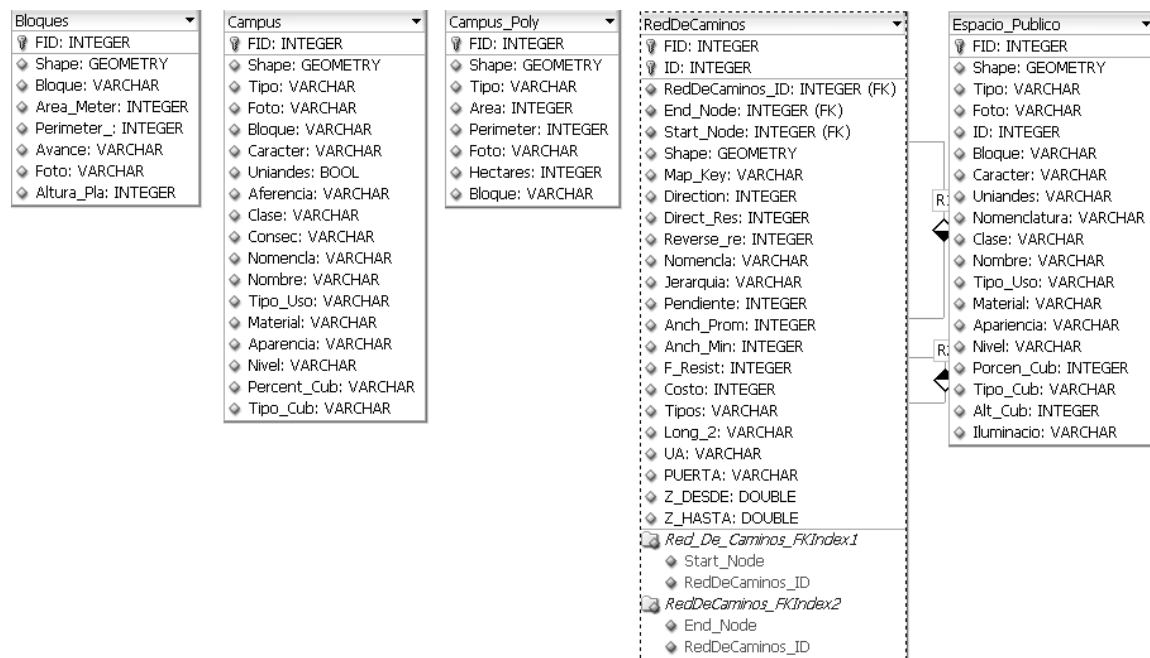 Bloques
FID: INTEGER
Shape: GEOMETRY
Bloque: VARCHAR
Area_Meter: INTEGER
Perimeter_: INTEGER
Avance: VARCHAR
Foto: VARCHAR
Altura_Pla: INTEGER
Campus
FID: INTEGER
Shape: GEOMETRY
Tipo: VARCHAR
Foto: VARCHAR
Bloque: VARCHAR
Caracter: VARCHAR
Uniandes: BOOL
Aferencia: VARCHAR
Clase: VARCHAR
Consec: VARCHAR
Nomencla: VARCHAR
Nombre: VARCHAR
Tipo_Uso: VARCHAR
Material: VARCHAR
Aparencia: VARCHAR
Nivel: VARCHAR
Percent_Cub: VARCHAR
Tipo_Cub: VARCHAR
Campus_Poly
FID: INTEGER
Shape: GEOMETRY
Tipo: VARCHAR
Area: INTEGER
Perimeter: INTEGER
Foto: VARCHAR
Hectares: INTEGER
Bloque: VARCHAR
RedDeCaminos
FID: INTEGER
ID: INTEGER
RedDeCaminos_ID: INTEGER (FK)
End_Node: INTEGER (FK)
Start_Node: INTEGER (FK)
Shape: GEOMETRY
Map_Key: VARCHAR
Direction: INTEGER
Direct_Res: INTEGER
Reverse_re: INTEGER
Nomencla: VARCHAR
Jerarquia: VARCHAR
Pendiente: INTEGER
Anch_Prom: INTEGER
Anch_Min: INTEGER
F_Resist: INTEGER
Costo: INTEGER
Tipos: VARCHAR
Long_2: VARCHAR
UA: VARCHAR
PUERTA: VARCHAR
Z_DESDE: DOUBLE
Z_HASTA: DOUBLE
Red_De_Caminos_FKIndex1
Start_Node
RedDeCaminos_ID
RedDeCaminos_FKIndex2
End_Node
RedDeCaminos_ID
Espacio_Publico
FID: INTEGER
Shape: GEOMETRY
Tipo: VARCHAR
Foto: VARCHAR
ID: INTEGER
Bloque: VARCHAR
Caracter: VARCHAR
Uniandes: VARCHAR
Nomenclatura: VARCHAR
Clase: VARCHAR
Nombre: VARCHAR
Tipo_Uso: VARCHAR
Material: VARCHAR
Apariencia: VARCHAR
Nivel: VARCHAR
Porcen_Cub: INTEGER
Tipo_Cub: VARCHAR
Alt_Cub: INTEGER
Iluminacio: VARCHAR